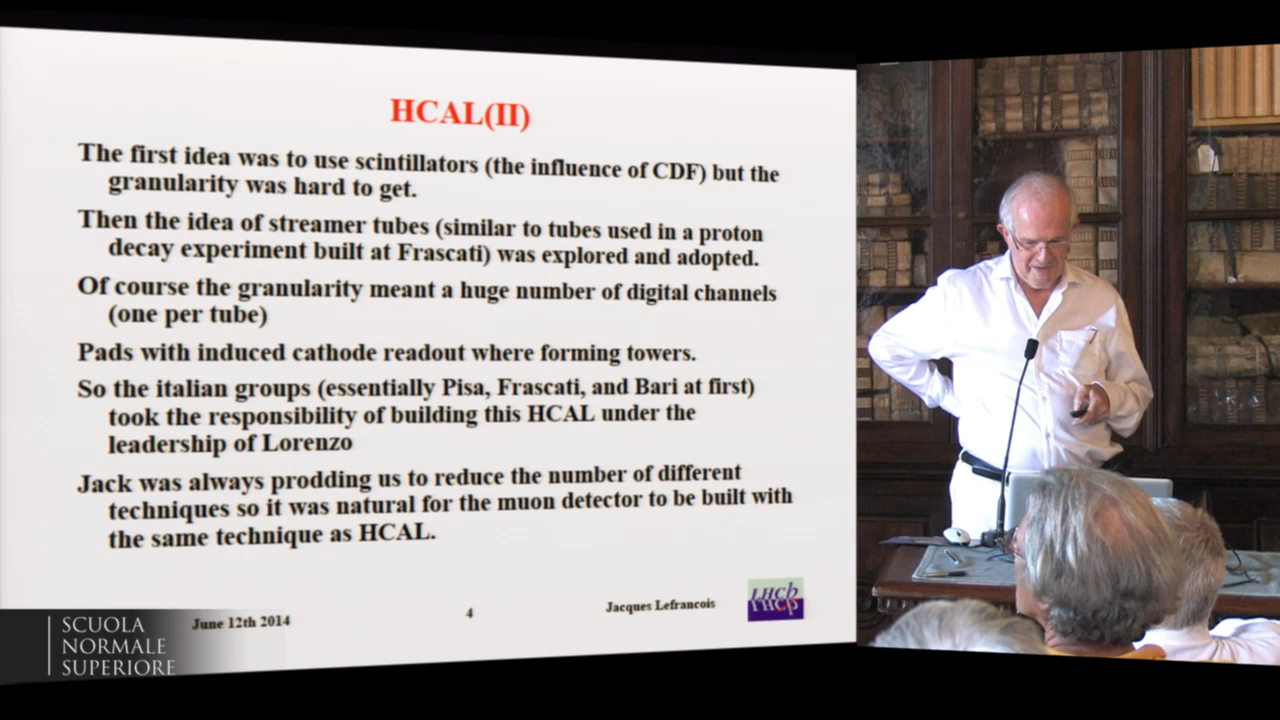 HCAL(II)
The first idea was to use scintillators (the influence of CDF) but the
granularity was hard to get.
Then the idea of streamer tubes (similar to tubes used in a proton
decay experiment built at Frascati) was explored and adopted.
Of course the granularity meant a huge number of digital channels
(one per tube)
Pads with induced cathode readout where forming towers.
So the italian groups (essentially Pisa, Frascati, and Bari at first)
took the responsibility of building this HCAL under the
leadership of Lorenzo
Jack was always prodding us to reduce the number of different
techniques so it was natural for the muon detector to be built with
the same technique as HCAL.
June 12th 2014
4
Jacques Lefrancois
LHCb
LHCp
SCUOLA
NORMALE
SUPERIORE